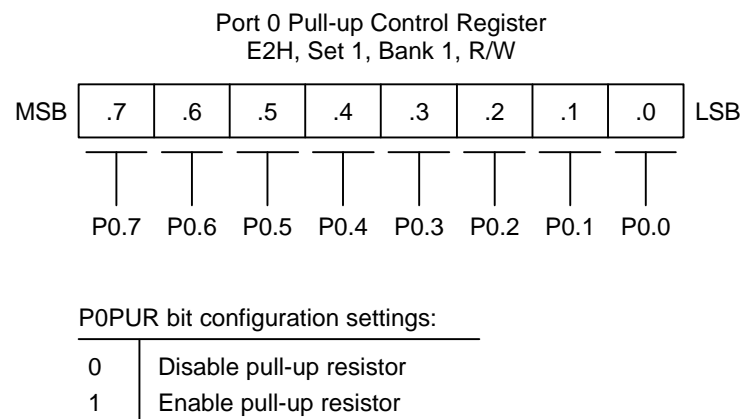 Port 0 Pull-up Control Register
E2H, Set 1, Bank 1, R/W
MSB .7 .6 .5 .4 .3 .2 .1 .0 LSB
P0.7 P0.6 P0.5 P0.4 P0.3 P0.2 P0.1 P0.0
P0PUR bit configuration settings:
0 Disable pull-up resistor
1 Enable pull-up resistor